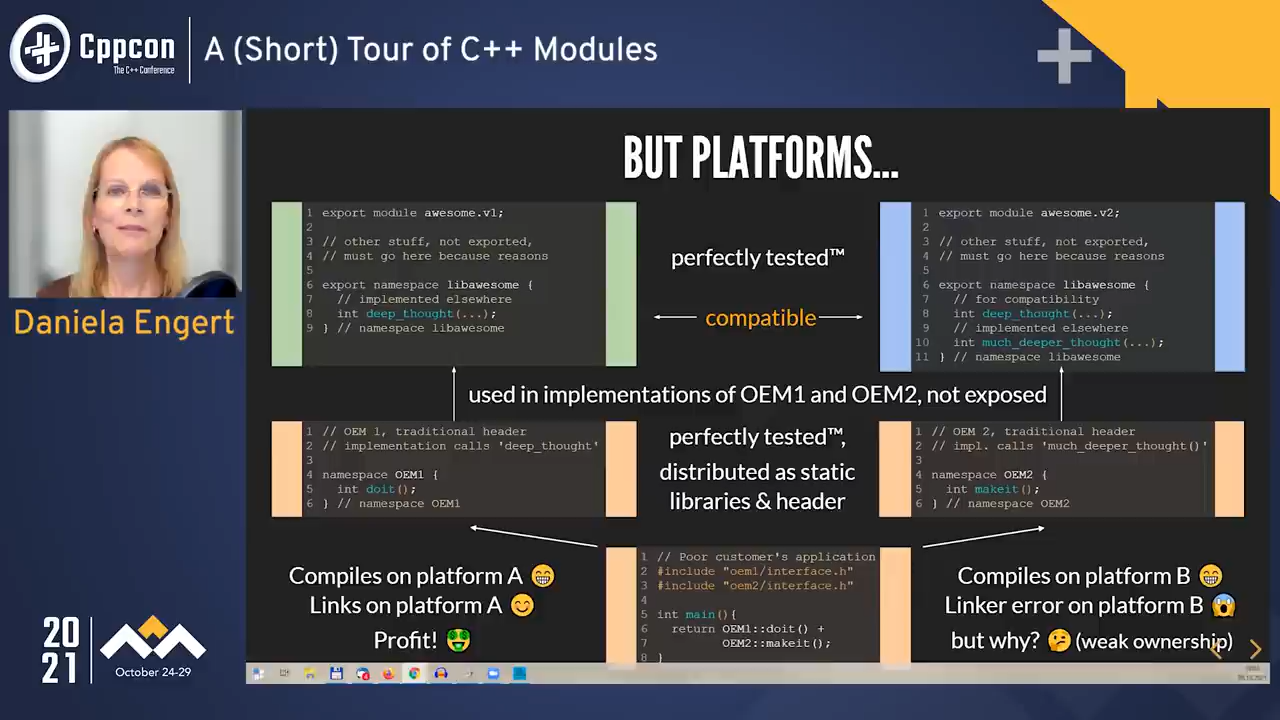 Cppcon
The C++ Conference
A (Short) Tour of C++ Modules
Daniela Engert
20
21
October 24-29
BUT PLATFORMS...
1 export module awesome.v1;
2
3 // other stuff, not exported,
4 // must go here because reasons
5
6 export namespace libawesome {
7 // implemented elsewhere
8 int deep_thought(...);
9 } // namespace libawesome
perfectly tested™
compatible
1 export module awesome.v2;
2
3 // other stuff, not exported,
4 // must go here because reasons
5
6 export namespace libawesome {
7 // for compatibility
8 int deep_thought(...);
9 // implemented elsewhere
10 int much_deeper_thought(...);
11 } // namespace libawesome
used in implementations of OEM1 and OEM2, not exposed
1 // OEM 1, traditional header
2 // implementation calls 'deep_thought'
3
4 namespace OEM1 {
5 int doit();
6 } // namespace OEM1
perfectly tested™,
distributed as static
libraries & header
1 // OEM 2, traditional header
2 // impl. calls 'much_deeper_thought()'
3
4 namespace OEM2 {
5 int makeit();
6 } // namespace OEM2
Compiles on platform A 😁
Links on platform A 😊
Profit! 🤑
1 // Poor customer's application
2 #include "oem1/interface.h"
3 #include "oem2/interface.h"
4
5 int main(){
6 return OEM1::doit() +
7 OEM2::makeit();
8 }
Compiles on platform B 😁
Linker error on platform B 😱
but why? 🤔 (weak ownership)